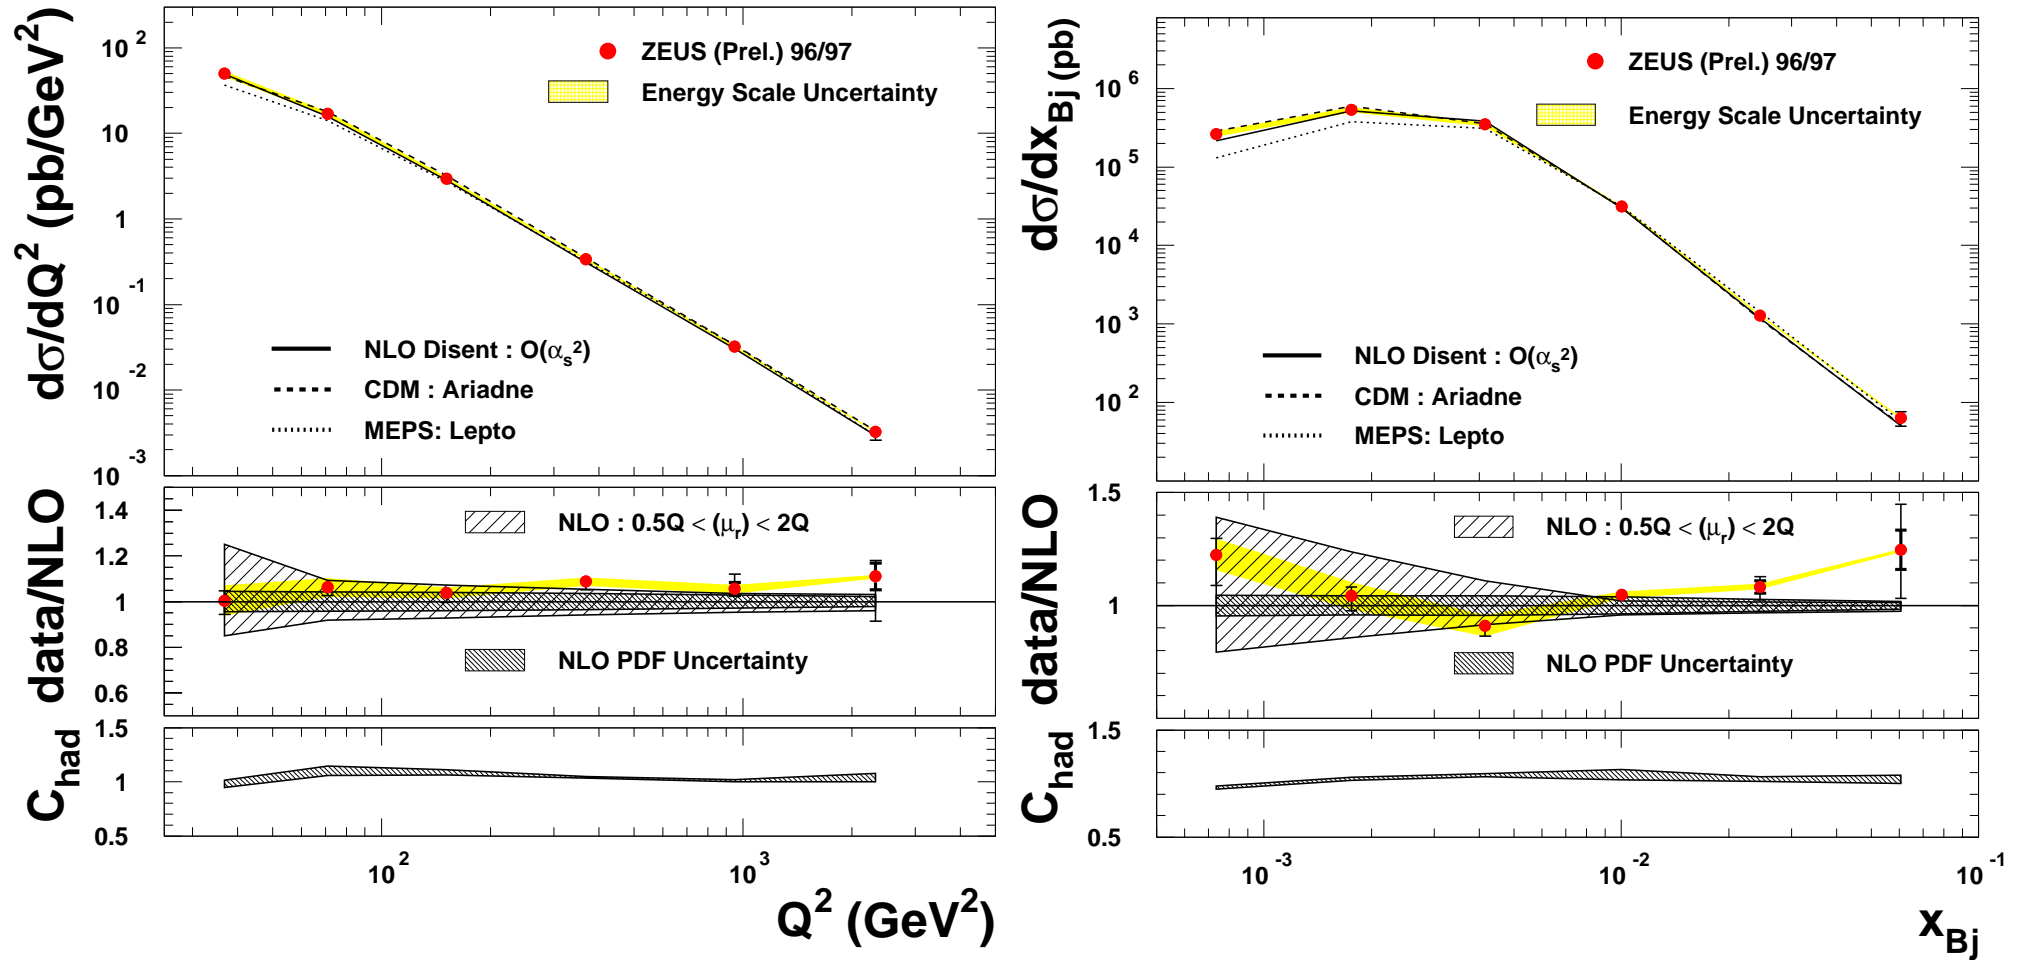 dσ/dQ² (pb/GeV²)
10²
10
1
10⁻¹
10⁻²
10⁻³
ZEUS (Prel.) 96/97
Energy Scale Uncertainty
NLO Disent : O(αₛ²)
CDM : Ariadne
MEPS: Lepto
data/NLO
1.4
1.2
1
0.8
0.6
NLO : 0.5Q < (μᵣ) < 2Q
NLO PDF Uncertainty
C_had
1.5
1
0.5
10²
10³
Q² (GeV²)
dσ/dx_Bj (pb)
10⁶
10⁵
10⁴
10³
10²
ZEUS (Prel.) 96/97
Energy Scale Uncertainty
NLO Disent : O(αₛ²)
CDM : Ariadne
MEPS: Lepto
data/NLO
1.5
1
NLO : 0.5Q < (μᵣ) < 2Q
NLO PDF Uncertainty
C_had
1.5
1
0.5
10⁻³
10⁻²
10⁻¹
x_Bj